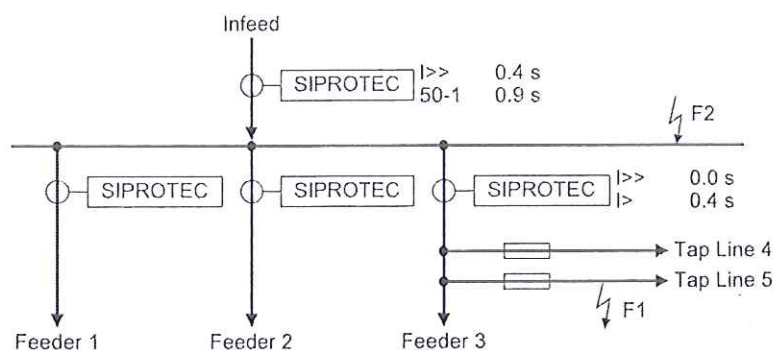 Infeed
SIPROTEC
I>> 0.4 s
50-1 0.9 s
F2
SIPROTEC
SIPROTEC
SIPROTEC
I>> 0.0 s
I> 0.4 s
Tap Line 4
Tap Line 5
F1
Feeder 1
Feeder 2
Feeder 3